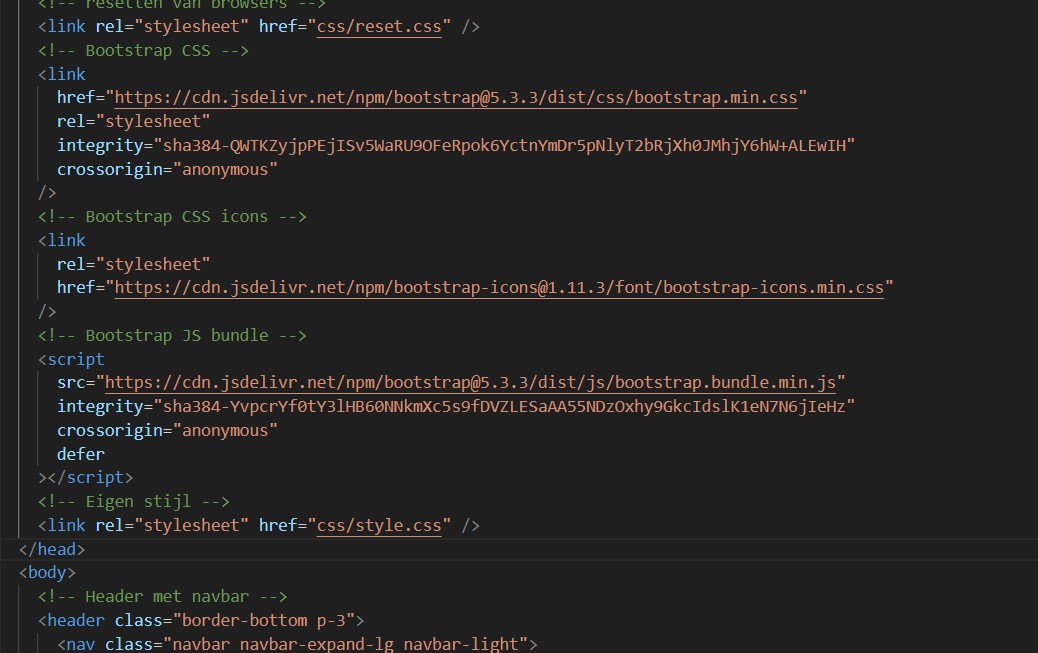 <!-- resetten van browsers -->
<link rel="stylesheet" href="css/reset.css" />
<!-- Bootstrap CSS -->
<link
href="https://cdn.jsdelivr.net/npm/bootstrap@5.3.3/dist/css/bootstrap.min.css"
rel="stylesheet"
integrity="sha384-QWTKZyjpPEjISv5WaRU9OFeRpok6YctnYmDr5pNlyT2bRjXh0JMhjY6hW+ALEwIH"
crossorigin="anonymous"
/>
<!-- Bootstrap CSS icons -->
<link
rel="stylesheet"
href="https://cdn.jsdelivr.net/npm/bootstrap-icons@1.11.3/font/bootstrap-icons.min.css"
/>
<!-- Bootstrap JS bundle -->
<script
src="https://cdn.jsdelivr.net/npm/bootstrap@5.3.3/dist/js/bootstrap.bundle.min.js"
integrity="sha384-YvpcrYf0tY3lHB60NNkmXc5s9fDVZLESaAA55NDzOxhy9GkcIdslK1eN7N6jIeHz"
crossorigin="anonymous"
defer
></script>
<!-- Eigen stijl -->
<link rel="stylesheet" href="css/style.css" />
</head>
<body>
<!-- Header met navbar -->
<header class="border-bottom p-3">
<nav class="navbar navbar-expand-lg navbar-light">